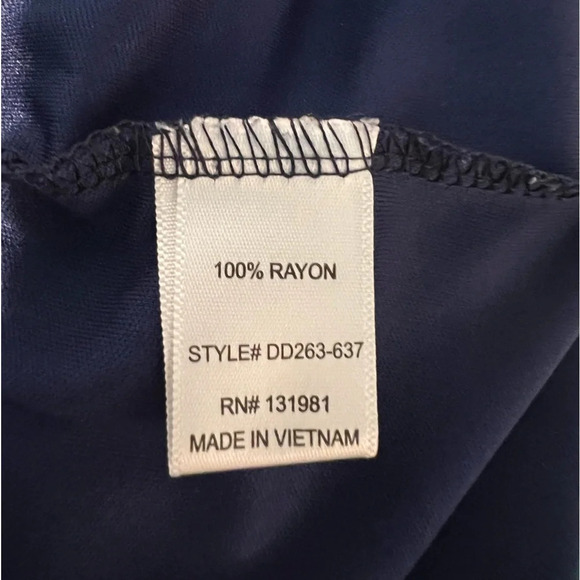 100% RAYON
STYLE# DD263-637
RN# 131981
MADE IN VIETNAM